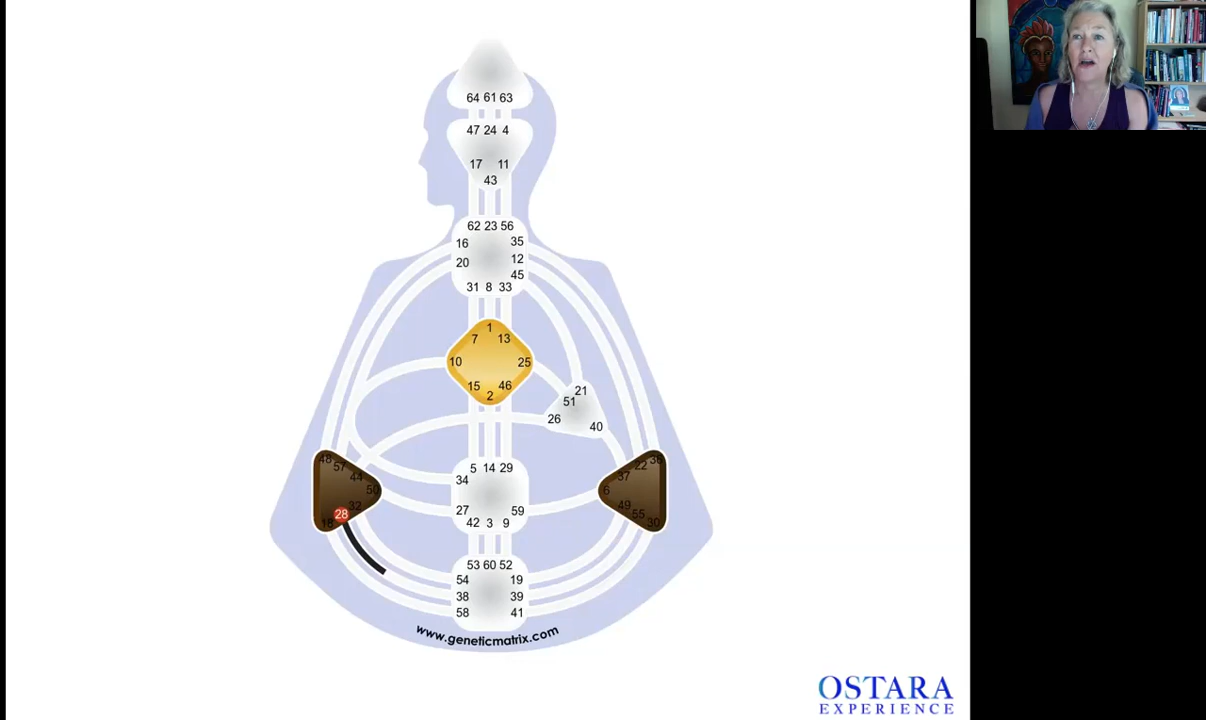 64 61 63
47 24 4
17 11
43
62 23 56
16 35
20 12
45
31 8 33
1
7 13
10 25
15 46
2
21
51
26 40
48 57 44 50 32 28 18
36 22 37 6 49 55 30
5 14 29
34
27 59
42 3 9
53 60 52
54 19
38 39
58 41
www.geneticmatrix.com
OSTARA
EXPERIENCE